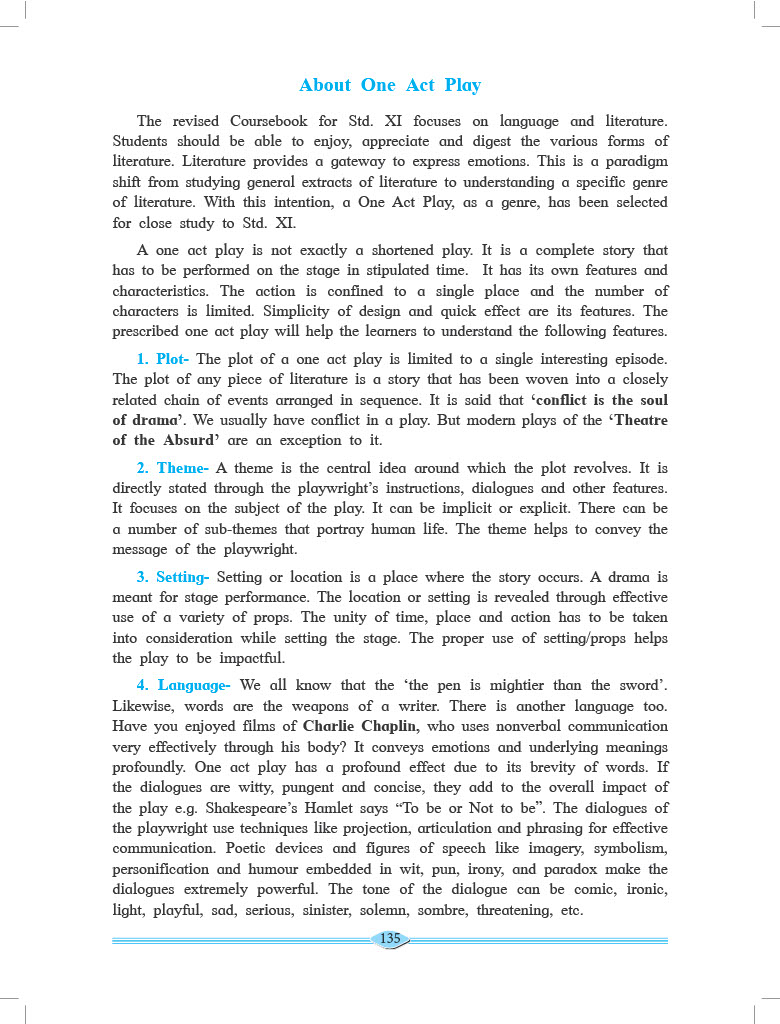 About One Act Play
The revised Coursebook for Std. XI focuses on language and literature.
Students should be able to enjoy, appreciate and digest the various forms of
literature. Literature provides a gateway to express emotions. This is a paradigm
shift from studying general extracts of literature to understanding a specific genre
of literature. With this intention, a One Act Play, as a genre, has been selected
for close study to Std. XI.
A one act play is not exactly a shortened play. It is a complete story that
has to be performed on the stage in stipulated time. It has its own features and
characteristics. The action is confined to a single place and the number of
characters is limited. Simplicity of design and quick effect are its features. The
prescribed one act play will help the learners to understand the following features.
1. Plot- The plot of a one act play is limited to a single interesting episode.
The plot of any piece of literature is a story that has been woven into a closely
related chain of events arranged in sequence. It is said that ‘conflict is the soul
of drama’. We usually have conflict in a play. But modern plays of the ‘Theatre
of the Absurd’ are an exception to it.
2. Theme- A theme is the central idea around which the plot revolves. It is
directly stated through the playwright’s instructions, dialogues and other features.
It focuses on the subject of the play. It can be implicit or explicit. There can be
a number of sub-themes that portray human life. The theme helps to convey the
message of the playwright.
3. Setting- Setting or location is a place where the story occurs. A drama is
meant for stage performance. The location or setting is revealed through effective
use of a variety of props. The unity of time, place and action has to be taken
into consideration while setting the stage. The proper use of setting/props helps
the play to be impactful.
4. Language- We all know that the ‘the pen is mightier than the sword’.
Likewise, words are the weapons of a writer. There is another language too.
Have you enjoyed films of Charlie Chaplin, who uses nonverbal communication
very effectively through his body? It conveys emotions and underlying meanings
profoundly. One act play has a profound effect due to its brevity of words. If
the dialogues are witty, pungent and concise, they add to the overall impact of
the play e.g. Shakespeare’s Hamlet says “To be or Not to be”. The dialogues of
the playwright use techniques like projection, articulation and phrasing for effective
communication. Poetic devices and figures of speech like imagery, symbolism,
personification and humour embedded in wit, pun, irony, and paradox make the
dialogues extremely powerful. The tone of the dialogue can be comic, ironic,
light, playful, sad, serious, sinister, solemn, sombre, threatening, etc.
135